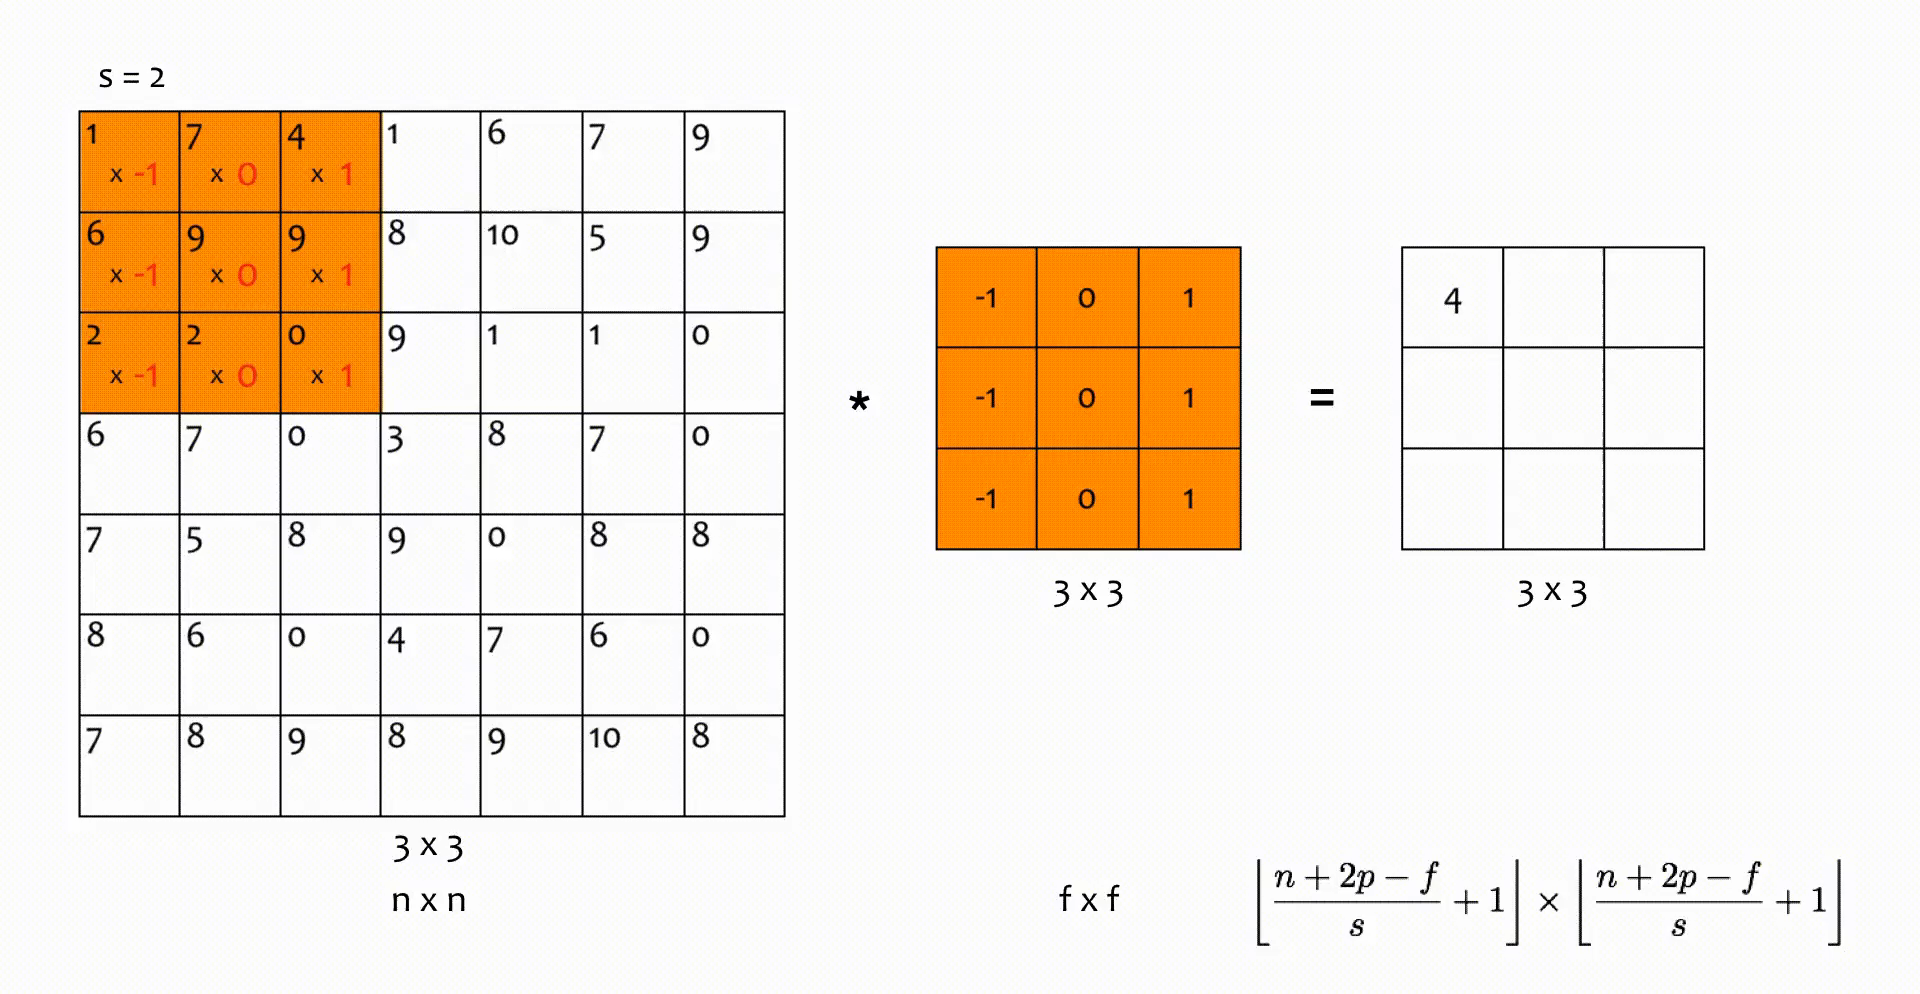 s = 2
1 7 4 1 6 7 9
x -1 x 0 x 1
6 9 9 8 10 5 9
x -1 x 0 x 1
2 2 0 9 1 1 0
x -1 x 0 x 1
6 7 0 3 8 7 0
7 5 8 9 0 8 8
8 6 0 4 7 6 0
7 8 9 8 9 10 8
3 x 3
n x n
*
-1 0 1
-1 0 1
-1 0 1
3 x 3
f x f
=
4
3 x 3
⌊(n + 2p − f)/s + 1⌋ × ⌊(n + 2p − f)/s + 1⌋